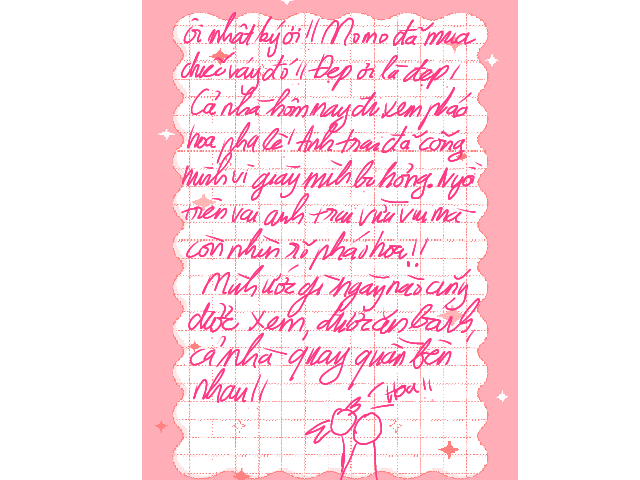 Ôi nhật ký ơi!! Momo đã mua
chiếc váy đó!! Đẹp ơi là đẹp!
Cả nhà hôm nay đi xem pháo
hoa pha lê! Anh trai đã cõng
mình vì giày mình bị hỏng. Ngồi
trên vai anh trai vừa vui mà
còn nhìn rõ pháo hoa!!
Mình ước gì ngày nào cũng
được xem, được ăn bánh,
cả nhà quay quần bên
nhau!!
Hoa!!